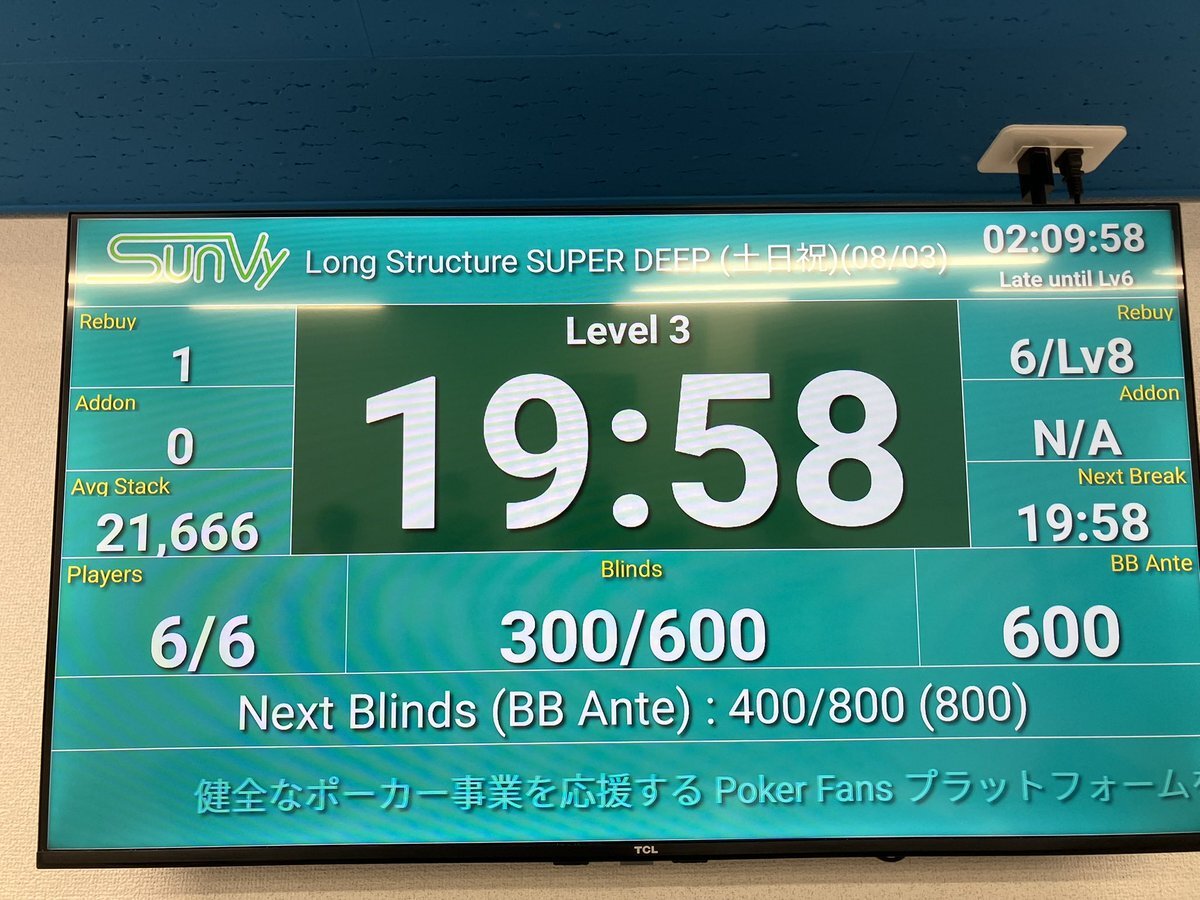 SunVy
Long Structure SUPER DEEP (土日祝)(08/03)
02:09:58
Late until Lv6
Rebuy
1
Addon
0
Avg Stack
21,666
Level 3
19:58
Rebuy
6/Lv8
Addon
N/A
Next Break
19:58
Players
6/6
Blinds
300/600
BB Ante
600
Next Blinds (BB Ante) : 400/800 (800)
健全なポーカー事業を応援する Poker Fans プラットフォーム
TCL